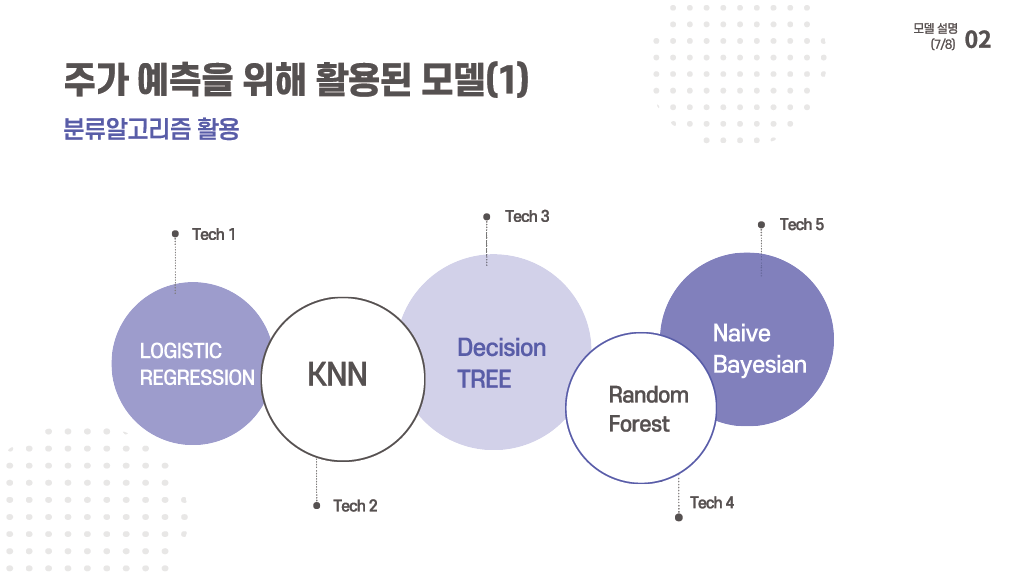 모델 설명
(7/8) 02
주가 예측을 위해 활용된 모델(1)
분류알고리즘 활용
Tech 1
LOGISTIC
REGRESSION
KNN
Tech 2
Tech 3
Decision
TREE
Random
Forest
Tech 4
Tech 5
Naive
Bayesian